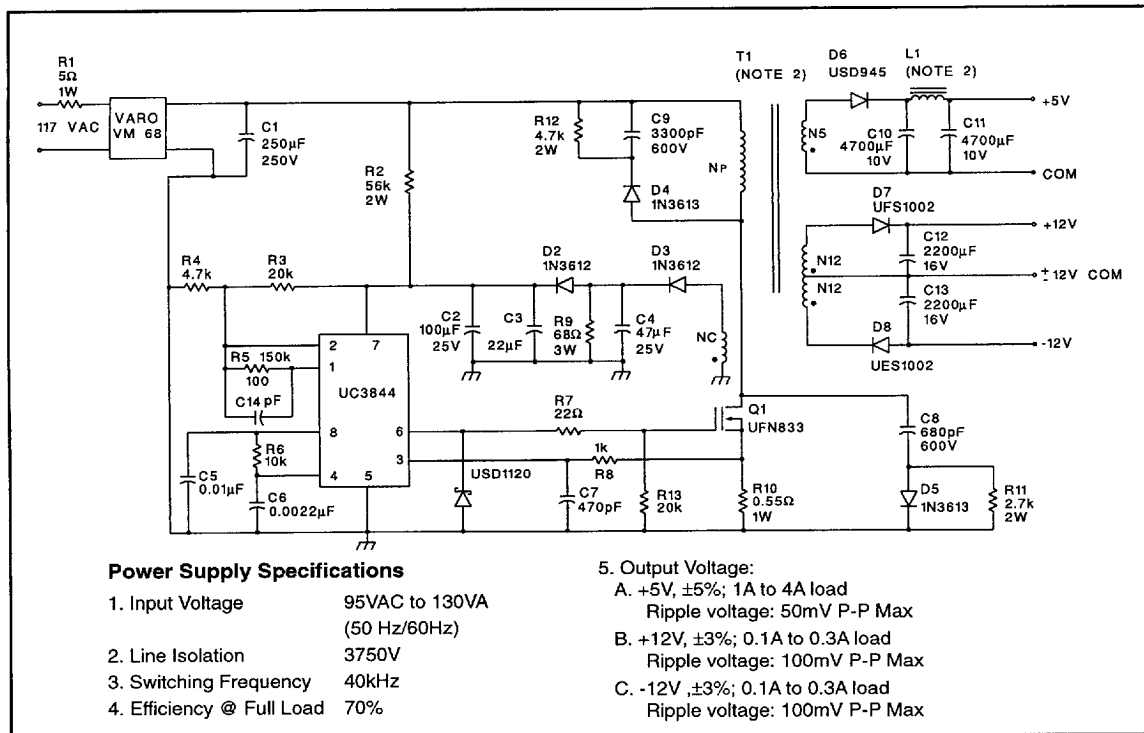 R1
5Ω
1W
117 VAC
VARO
VM 68
C1
250μF
250V
R2
56k
2W
R12
4.7k
2W
C9
3300pF
600V
D4
1N3613
NP
T1
(NOTE 2)
D6
USD945
L1
(NOTE 2)
N5
C10
4700μF
10V
C11
4700μF
10V
+5V
COM
D7
UFS1002
+12V
N12
N12
C12
2200μF
16V
± 12V COM
C13
2200μF
16V
D8
UES1002
-12V
R4
4.7k
R3
20k
D2
1N3612
D3
1N3612
C2
100μF
25V
C3
22μF
R9
68Ω
3W
C4
47μF
25V
NC
R5 150k
100
C14 pF
2
7
1
UC3844
8
6
4
5
3
R6
10k
C5
0.01μF
C6
0.0022μF
USD1120
R7
22Ω
1k
R8
C7
470pF
R13
20k
Q1
UFN833
R10
0.55Ω
1W
C8
680pF
600V
D5
1N3613
R11
2.7k
2W
Power Supply Specifications
1. Input Voltage 95VAC to 130VA
(50 Hz/60Hz)
2. Line Isolation 3750V
3. Switching Frequency 40kHz
4. Efficiency @ Full Load 70%
5. Output Voltage:
A. +5V, ±5%; 1A to 4A load
Ripple voltage: 50mV P-P Max
B. +12V, ±3%; 0.1A to 0.3A load
Ripple voltage: 100mV P-P Max
C. -12V ,±3%; 0.1A to 0.3A load
Ripple voltage: 100mV P-P Max